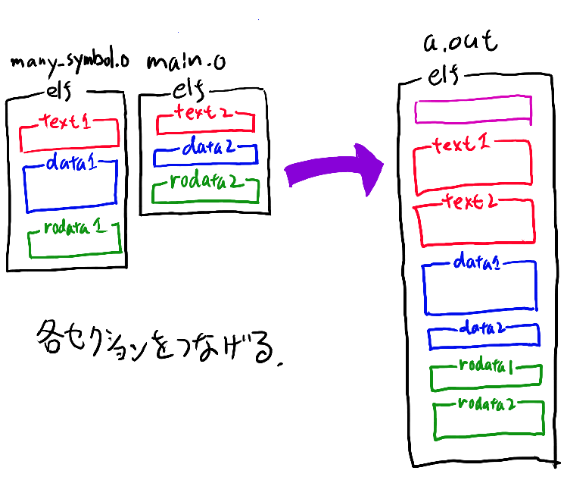 many_symbol.o
elf
text1
data1
rodata1
main.o
elf
text2
data2
rodata2
a.out
elf
text1
text2
data1
data2
rodata1
rodata2
各セクションをつなげる.